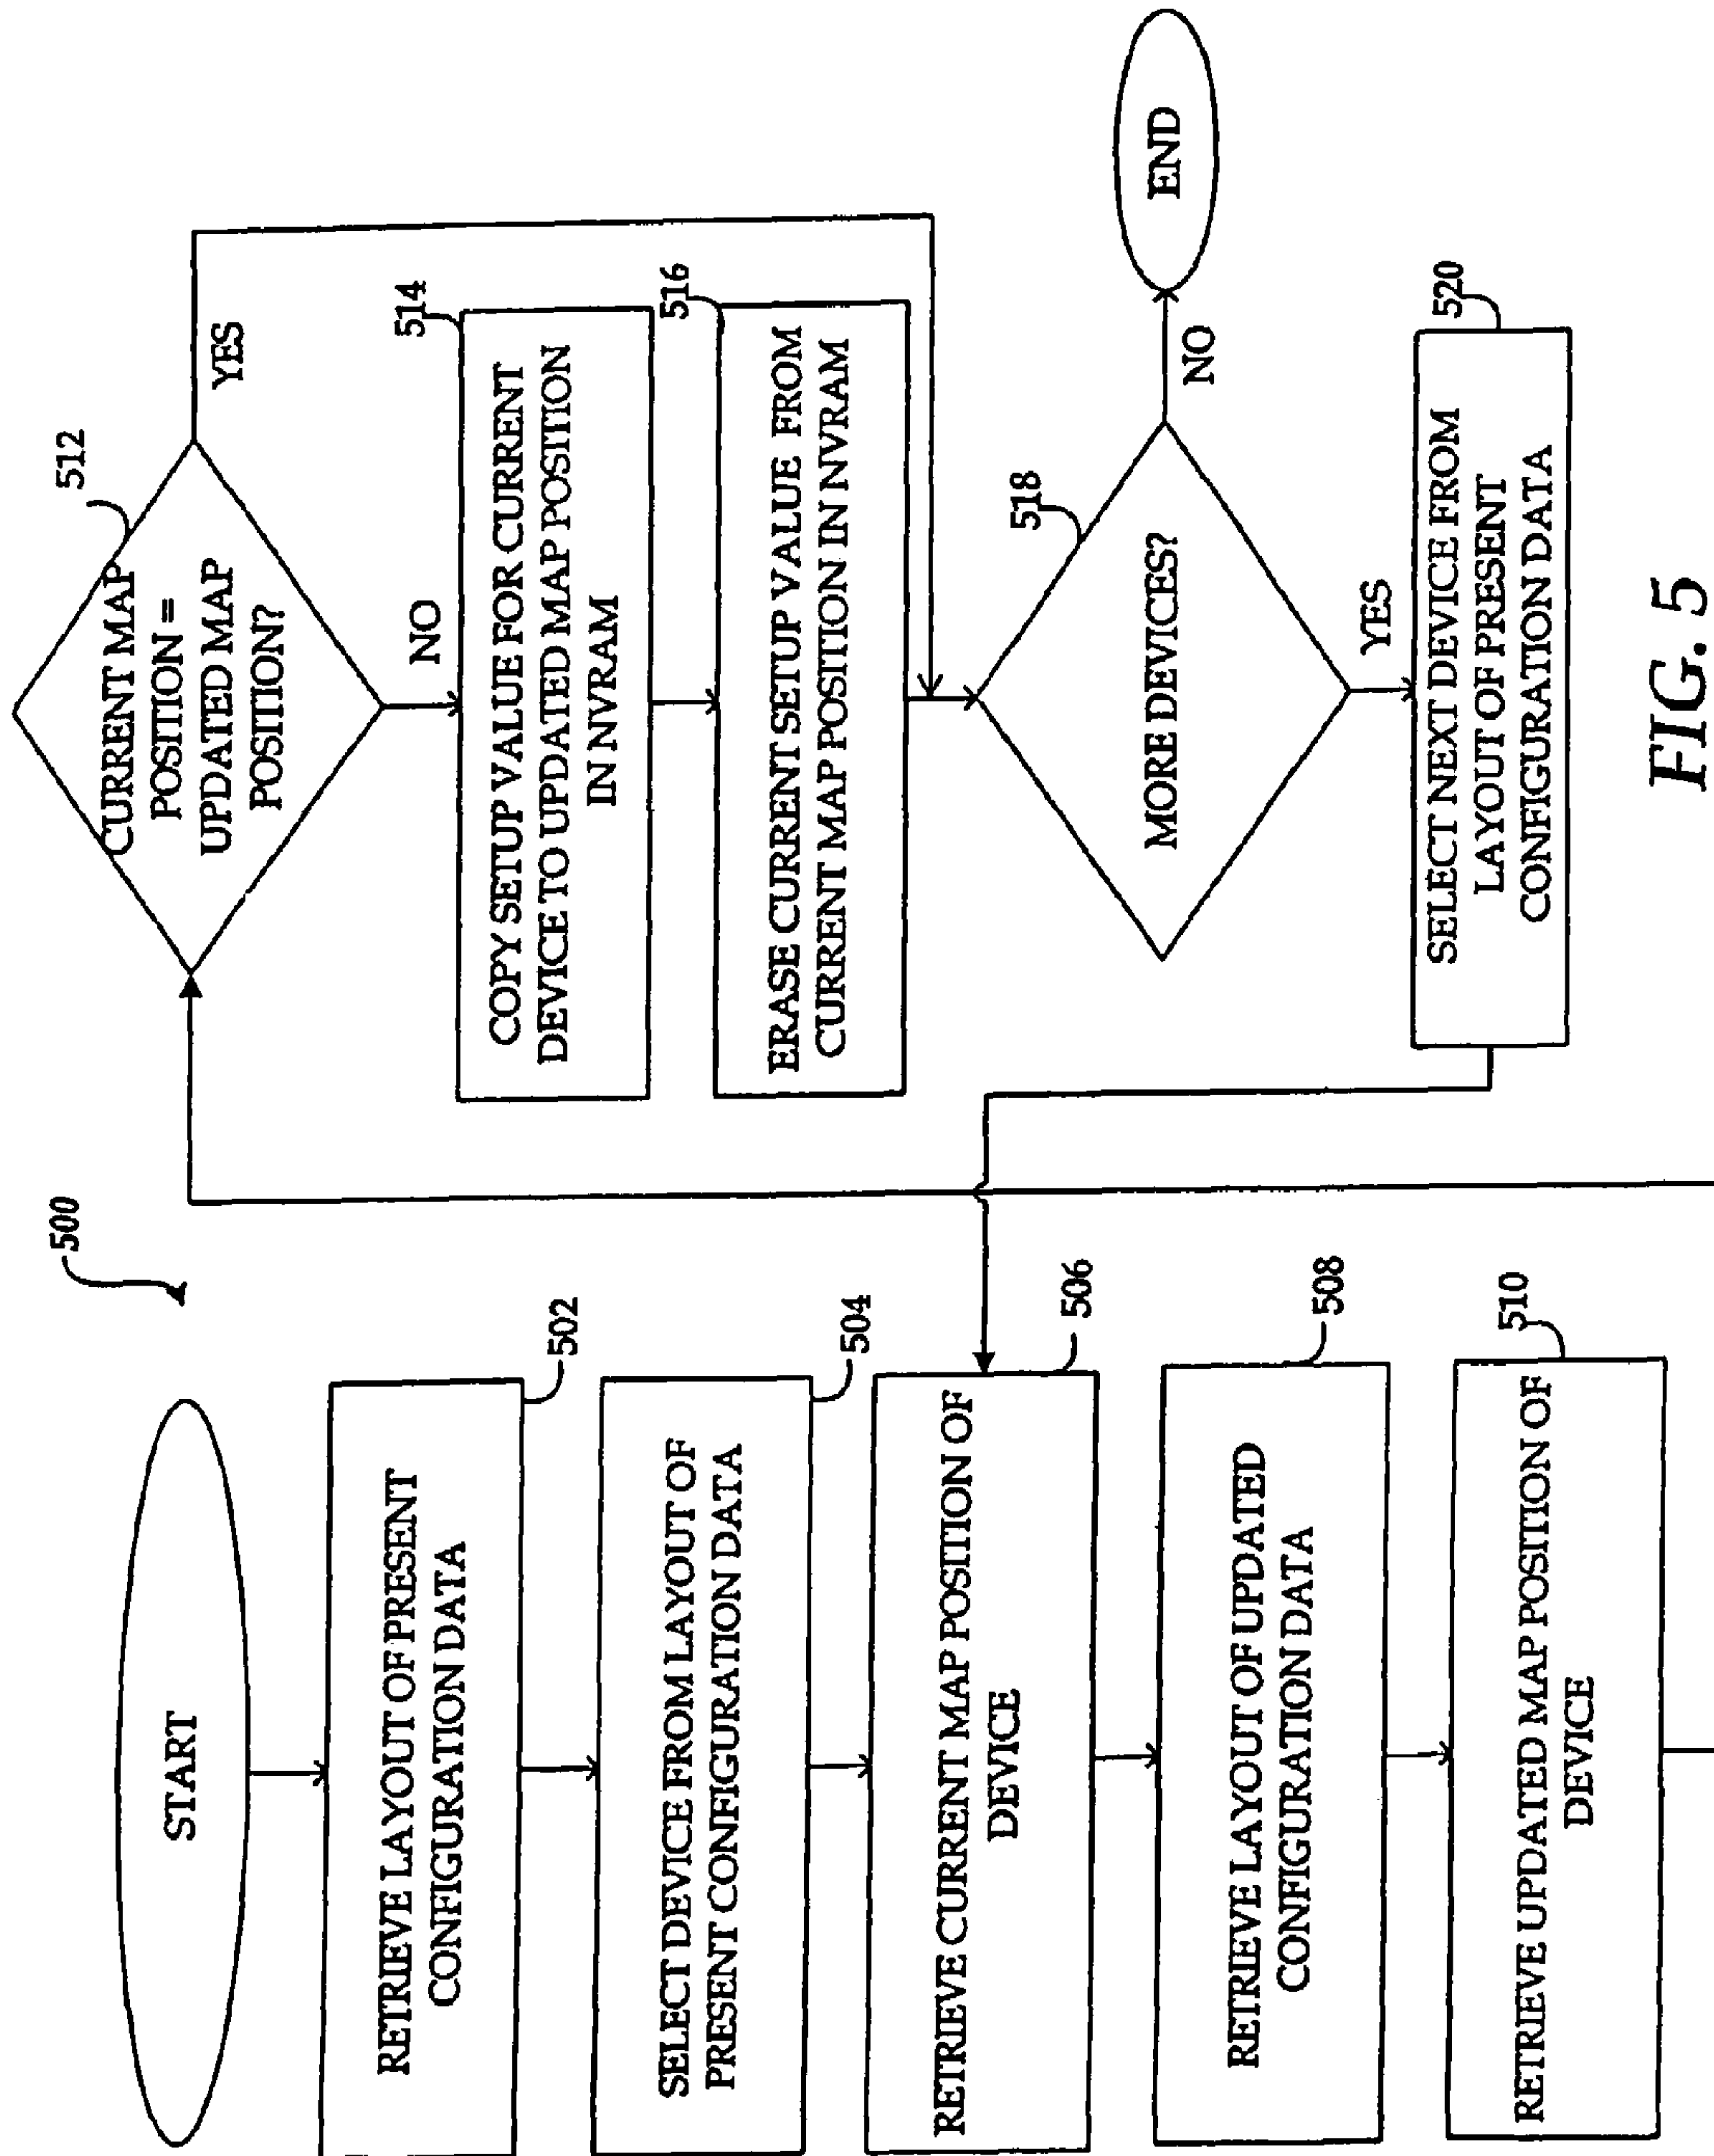 500
START
RETRIEVE LAYOUT OF PRESENT
CONFIGURATION DATA
502
SELECT DEVICE FROM LAYOUT OF
PRESENT CONFIGURATION DATA
504
RETRIEVE CURRENT MAP POSITION OF
DEVICE
506
RETRIEVE LAYOUT OF UPDATED
CONFIGURATION DATA
508
RETRIEVE UPDATED MAP POSITION OF
DEVICE
510
CURRENT MAP
POSITION =
UPDATED MAP
POSITION?
512
YES
NO
COPY SETUP VALUE FOR CURRENT
DEVICE TO UPDATED MAP POSITION
IN NVRAM
514
ERASE CURRENT SETUP VALUE FROM
CURRENT MAP POSITION IN NVRAM
516
MORE DEVICES?
518
NO
END
YES
SELECT NEXT DEVICE FROM
LAYOUT OF PRESENT
CONFIGURATION DATA
520
FIG. 5